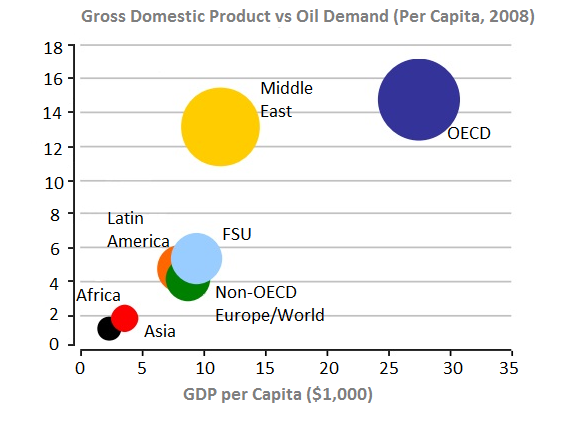 Gross Domestic Product vs Oil Demand (Per Capita, 2008)
18
16
14
12
10
8
6
4
2
0
Middle
East
OECD
Latin
America
FSU
Non-OECD
Europe/World
Africa
Asia
0 5 10 15 20 25 30 35
GDP per Capita ($1,000)